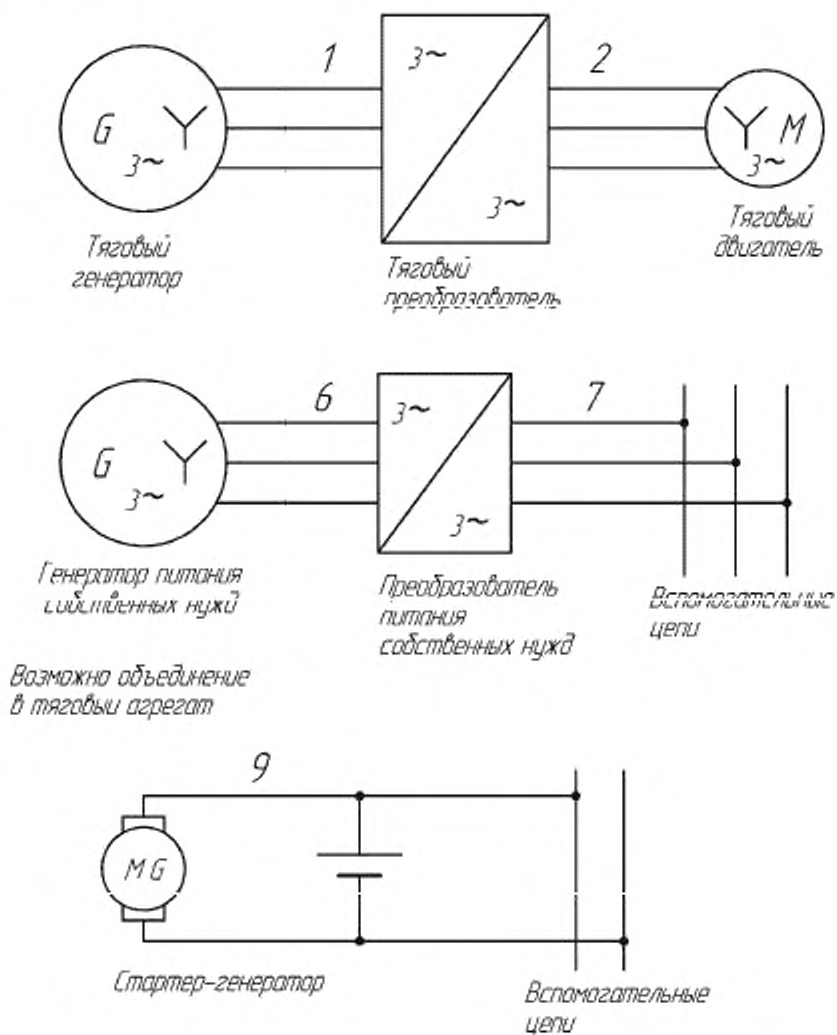 1
2
3~
3~
G
3~
M
3~
Тяговый
генератор
Тяговый
преобразователь
Тяговый
двигатель
6
7
3~
3~
G
3~
Генератор питания
собственных нужд
Преобразователь
питания
собственных нужд
Вспомогательные
цепи
Возможно объединение
в тяговый агрегат
9
MG
Стартер-генератор
Вспомогательные
цепи